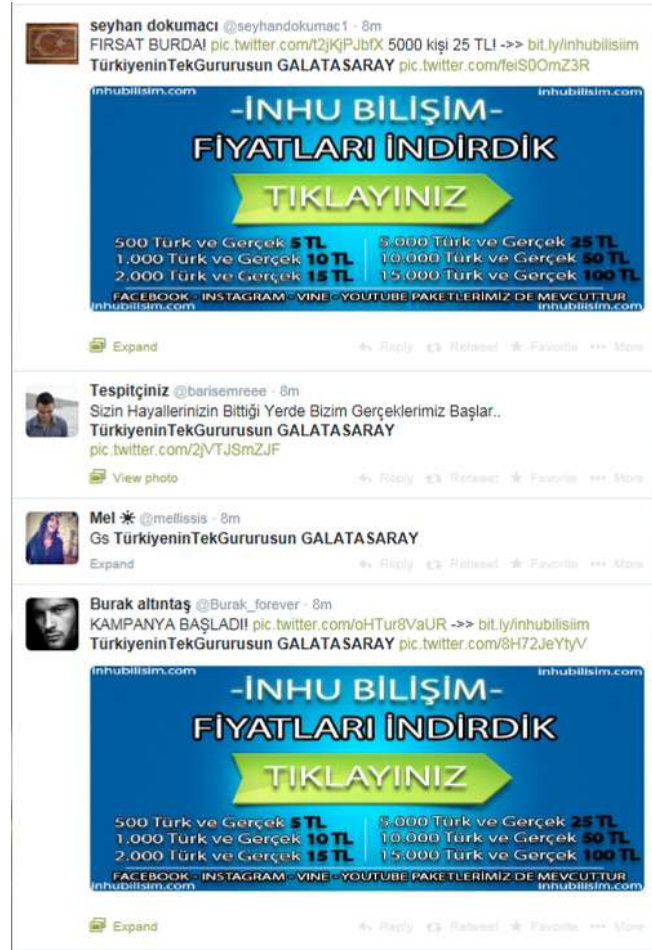 seyhan dokumacı @seyhandokumac1 · 8m
FIRSAT BURDA! pic.twitter.com/t2jKjPJbfX 5000 kişi 25 TL! ->> bit.ly/inhubilisiim
TürkiyeninTekGururusun GALATASARAY pic.twitter.com/feiS0OmZ3R
inhubilisim.com inhubilisim.com
-İNHU BİLİŞİM-
FİYATLARI İNDİRDİK
TIKLAYINIZ
500 Türk ve Gerçek 5 TL 5.000 Türk ve Gerçek 25 TL
1.000 Türk ve Gerçek 10 TL 10.000 Türk ve Gerçek 50 TL
2.000 Türk ve Gerçek 15 TL 15.000 Türk ve Gerçek 100 TL
FACEBOOK - INSTAGRAM - VINE - YOUTUBE PAKETLERİMİZ DE MEVCUTTUR
inhubilisim.com inhubilisim.com
Expand Reply Retweet Favorite More
Tespitçiniz @barisemreee · 8m
Sizin Hayallerinizin Bittiği Yerde Bizim Gerçeklerimiz Başlar..
TürkiyeninTekGururusun GALATASARAY
pic.twitter.com/2jVTJSmZJF
View photo Reply Retweet Favorite More
Mel ☀ @mellissis · 8m
Gs TürkiyeninTekGururusun GALATASARAY
Expand Reply Retweet Favorite More
Burak altıntaş @Burak_forever · 8m
KAMPANYA BAŞLADI! pic.twitter.com/oHTur8VaUR ->> bit.ly/inhubilisiim
TürkiyeninTekGururusun GALATASARAY pic.twitter.com/8H72JeYtyV
inhubilisim.com inhubilisim.com
-İNHU BİLİŞİM-
FİYATLARI İNDİRDİK
TIKLAYINIZ
500 Türk ve Gerçek 5 TL 5.000 Türk ve Gerçek 25 TL
1.000 Türk ve Gerçek 10 TL 10.000 Türk ve Gerçek 50 TL
2.000 Türk ve Gerçek 15 TL 15.000 Türk ve Gerçek 100 TL
FACEBOOK - INSTAGRAM - VINE - YOUTUBE PAKETLERİMİZ DE MEVCUTTUR
inhubilisim.com inhubilisim.com
Expand Reply Retweet Favorite More